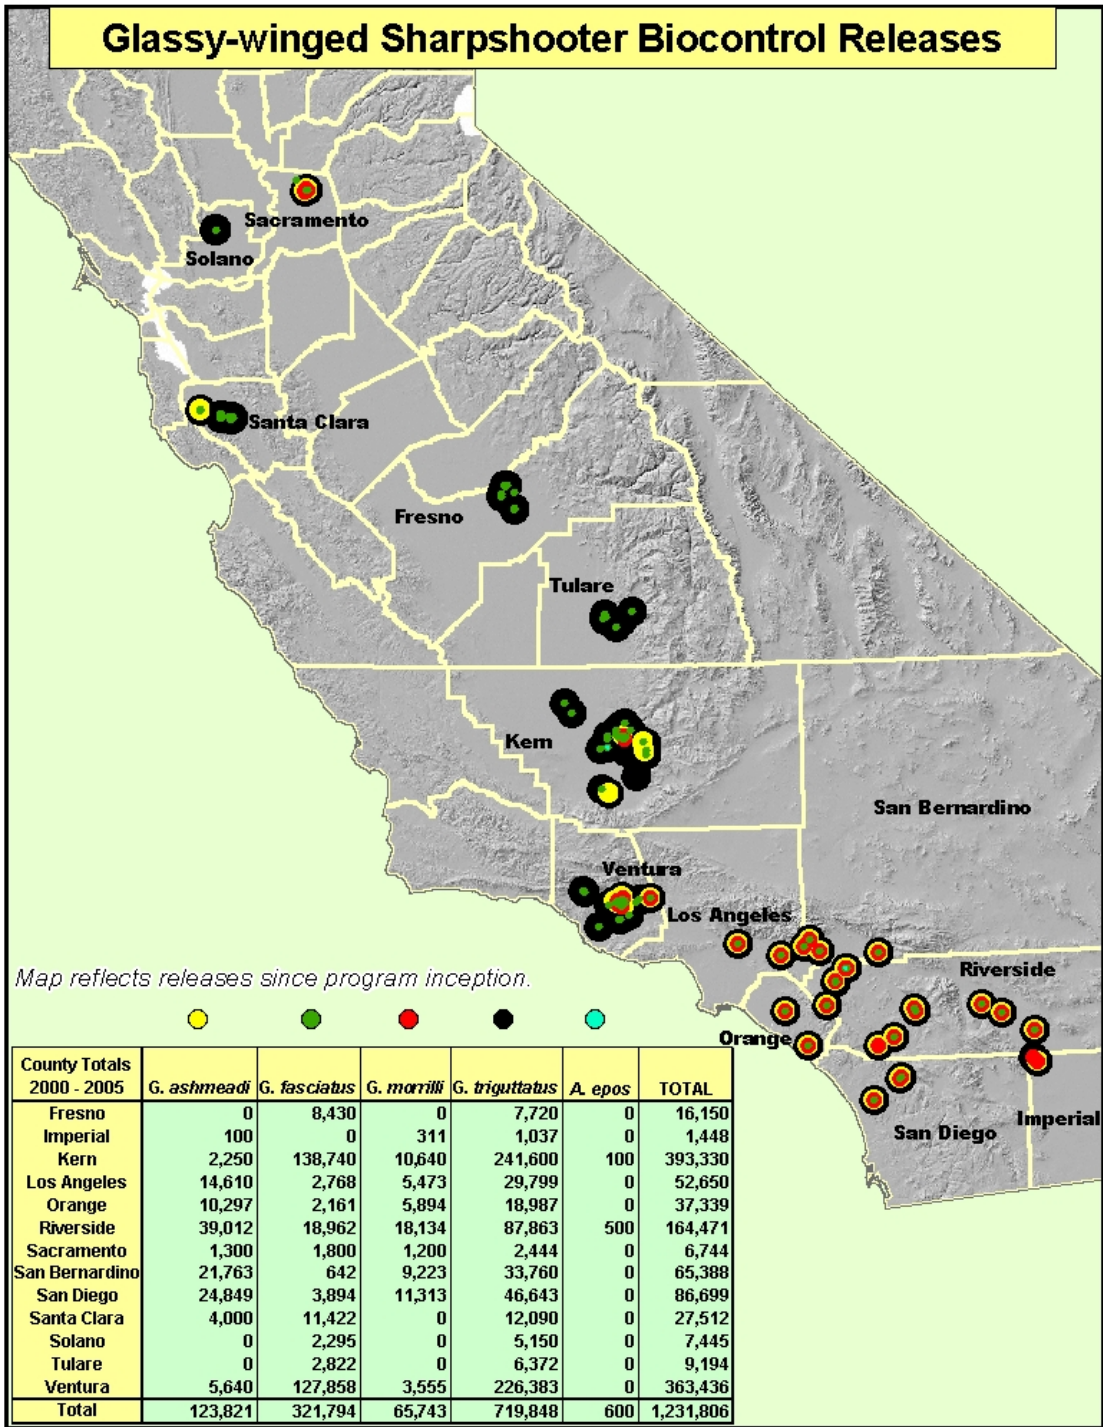 Glassy-winged Sharpshooter Biocontrol Releases
Sacramento
Solano
Santa Clara
Fresno
Tulare
Kern
San Bernardino
Ventura
Los Angeles
Riverside
Orange
San Diego
Imperial
Map reflects releases since program inception.
County Totals
2000 - 2005 G. ashmeadi G. fasciatus G. morrilli G. triguttatus A. epos TOTAL
Fresno 0 8,430 0 7,720 0 16,150
Imperial 100 0 311 1,037 0 1,448
Kern 2,250 138,740 10,640 241,600 100 393,330
Los Angeles 14,610 2,768 5,473 29,799 0 52,650
Orange 10,297 2,161 5,894 18,987 0 37,339
Riverside 39,012 18,962 18,134 87,863 500 164,471
Sacramento 1,300 1,800 1,200 2,444 0 6,744
San Bernardino 21,763 642 9,223 33,760 0 65,388
San Diego 24,849 3,894 11,313 46,643 0 86,699
Santa Clara 4,000 11,422 0 12,090 0 27,512
Solano 0 2,295 0 5,150 0 7,445
Tulare 0 2,822 0 6,372 0 9,194
Ventura 5,640 127,858 3,555 226,383 0 363,436
Total 123,821 321,794 65,743 719,848 600 1,231,806